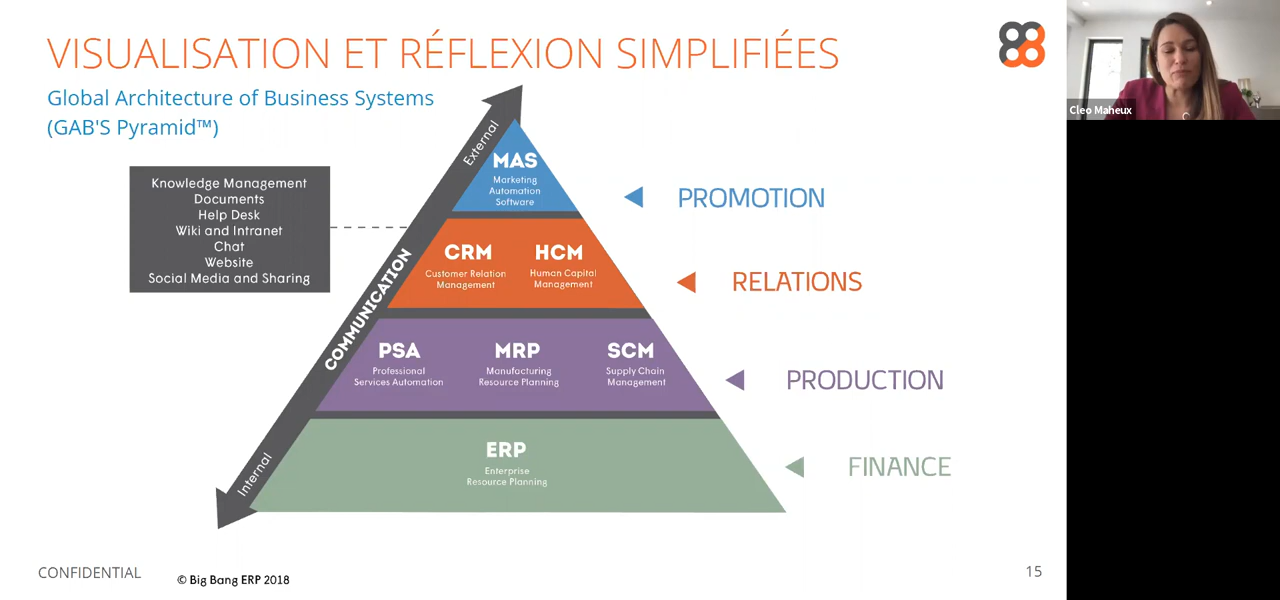 VISUALISATION ET RÉFLEXION SIMPLIFIÉES
Global Architecture of Business Systems
(GAB'S Pyramid™)
Cleo Maheux
External
COMMUNICATION
Internal
Knowledge Management
Documents
Help Desk
Wiki and Intranet
Chat
Website
Social Media and Sharing
MAS
Marketing
Automation
Software
PROMOTION
CRM
Customer Relation
Management
HCM
Human Capital
Management
RELATIONS
PSA
Professional
Services Automation
MRP
Manufacturing
Resource Planning
SCM
Supply Chain
Management
PRODUCTION
ERP
Enterprise
Resource Planning
FINANCE
CONFIDENTIAL
© Big Bang ERP 2018
15